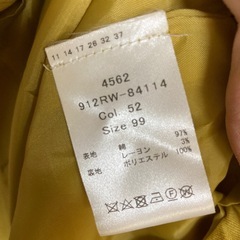 11 14 17 26 32 37
4562
912RW-84114
Col. 52
Size 99
表地 綿 97%
レーヨン 3%
裏地 ポリエステル 100%